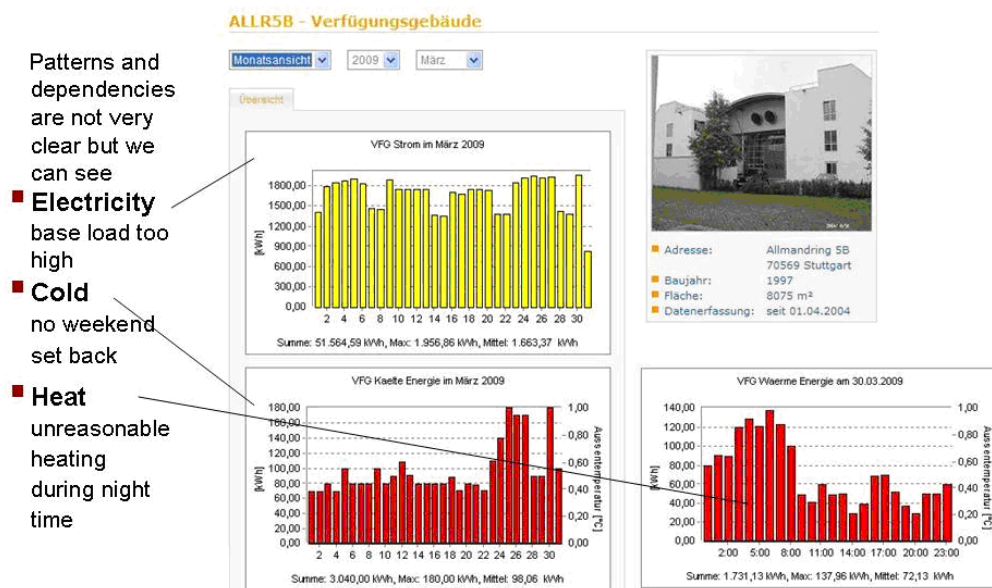 ALLR5B - Verfügungsgebäude
Monatsansicht 2009 März
Übersicht
Patterns and
dependencies
are not very
clear but we
can see
Electricity
base load too
high
Cold
no weekend
set back
Heat
unreasonable
heating
during night
time
VFG Strom im März 2009
[kWh]
1800,00
1500,00
1200,00
900,00
600,00
300,00
0,00
2 4 6 8 10 12 14 16 18 20 22 24 26 28 30
Summe: 51.564,59 kWh, Max: 1.956,86 kWh, Mittel: 1.663,37 kWh
Adresse: Allmandring 5B
70569 Stuttgart
Baujahr: 1997
Fläche: 8075 m²
Datenerfassung: seit 01.04.2004
VFG Kaelte Energie im März 2009
[kWh]
180,00
160,00
140,00
120,00
100,00
80,00
60,00
40,00
20,00
0,00
1,00
0,80
0,60
0,40
0,20
0,00
Aussentemperatur [°C]
2 4 6 8 10 12 14 16 18 20 22 24 26 28 30
Summe: 3.040,00 kWh, Max: 180,00 kWh, Mittel: 98,06 kWh
VFG Waerme Energie am 30.03.2009
[kWh]
140,00
120,00
100,00
80,00
60,00
40,00
20,00
0,00
1,00
0,80
0,60
0,40
0,20
0,00
Aussentemperatur [°C]
2:00 5:00 8:00 11:00 14:00 17:00 20:00 23:00
Summe: 1.731,13 kWh, Max: 137,96 kWh, Mittel: 72,13 kWh